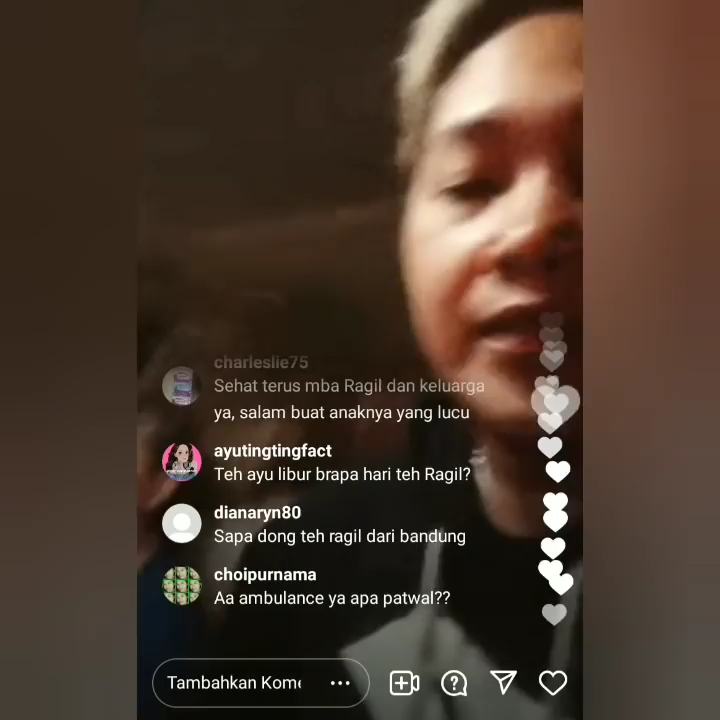 charleslie75
Sehat terus mba Ragil dan keluarga
ya, salam buat anaknya yang lucu
ayutingtingfact
Teh ayu libur brapa hari teh Ragil?
dianaryn80
Sapa dong teh ragil dari bandung
choipurnama
Aa ambulance ya apa patwal??
Tambahkan Kome